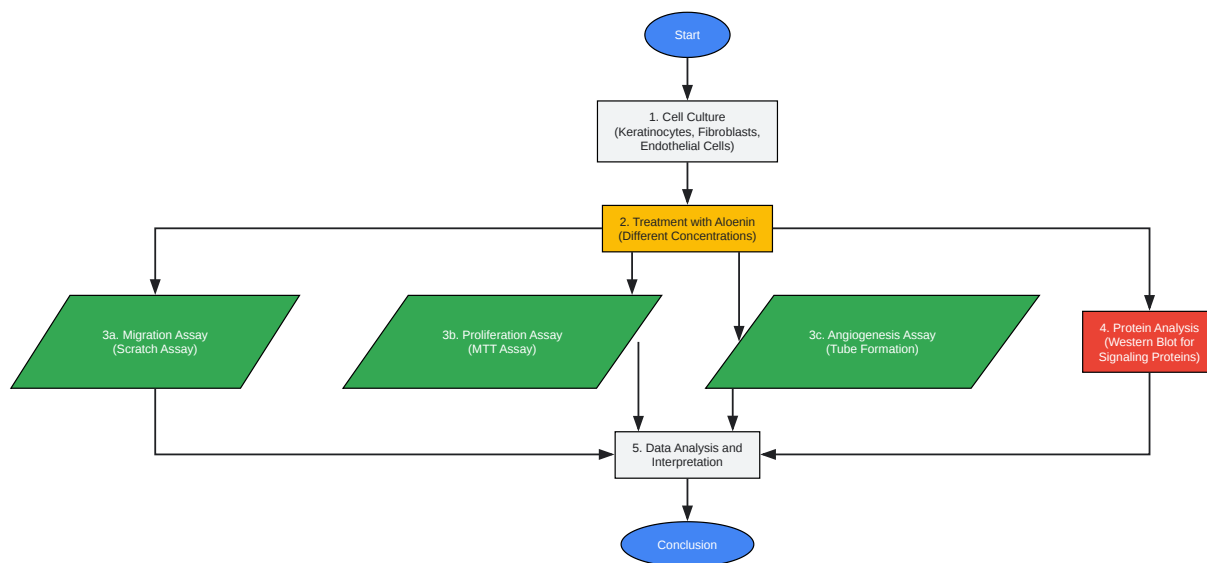 Start
1. Cell Culture
(Keratinocytes, Fibroblasts,
Endothelial Cells)
2. Treatment with Aloenin
(Different Concentrations)
3a. Migration Assay
(Scratch Assay)
3b. Proliferation Assay
(MTT Assay)
3c. Angiogenesis Assay
(Tube Formation)
4. Protein Analysis
(Western Blot for
Signaling Proteins)
5. Data Analysis and
Interpretation
Conclusion